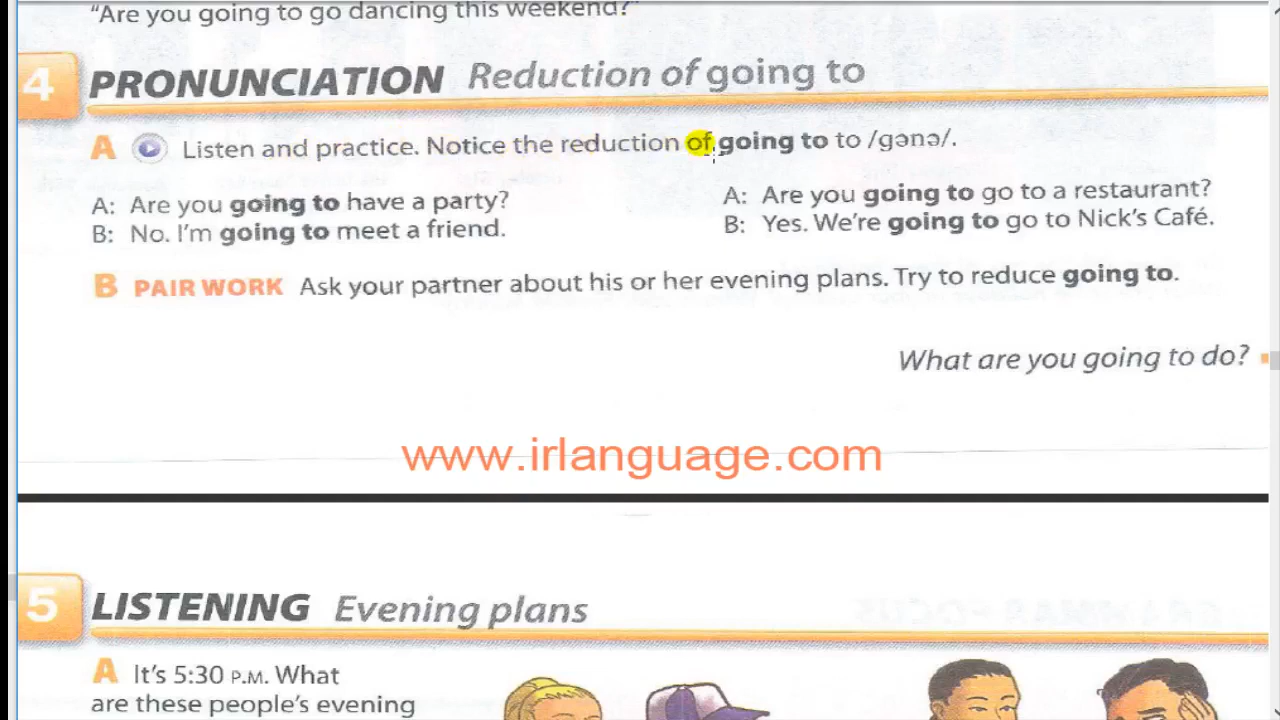 "Are you going to go dancing this weekend?"
4 PRONUNCIATION Reduction of going to
A Listen and practice. Notice the reduction of going to to /gənə/.
A: Are you going to have a party?
B: No. I'm going to meet a friend.
A: Are you going to go to a restaurant?
B: Yes. We're going to go to Nick's Café.
B PAIR WORK Ask your partner about his or her evening plans. Try to reduce going to.
What are you going to do?
www.irlanguage.com
5 LISTENING Evening plans
A It's 5:30 P.M. What
are these people's evening